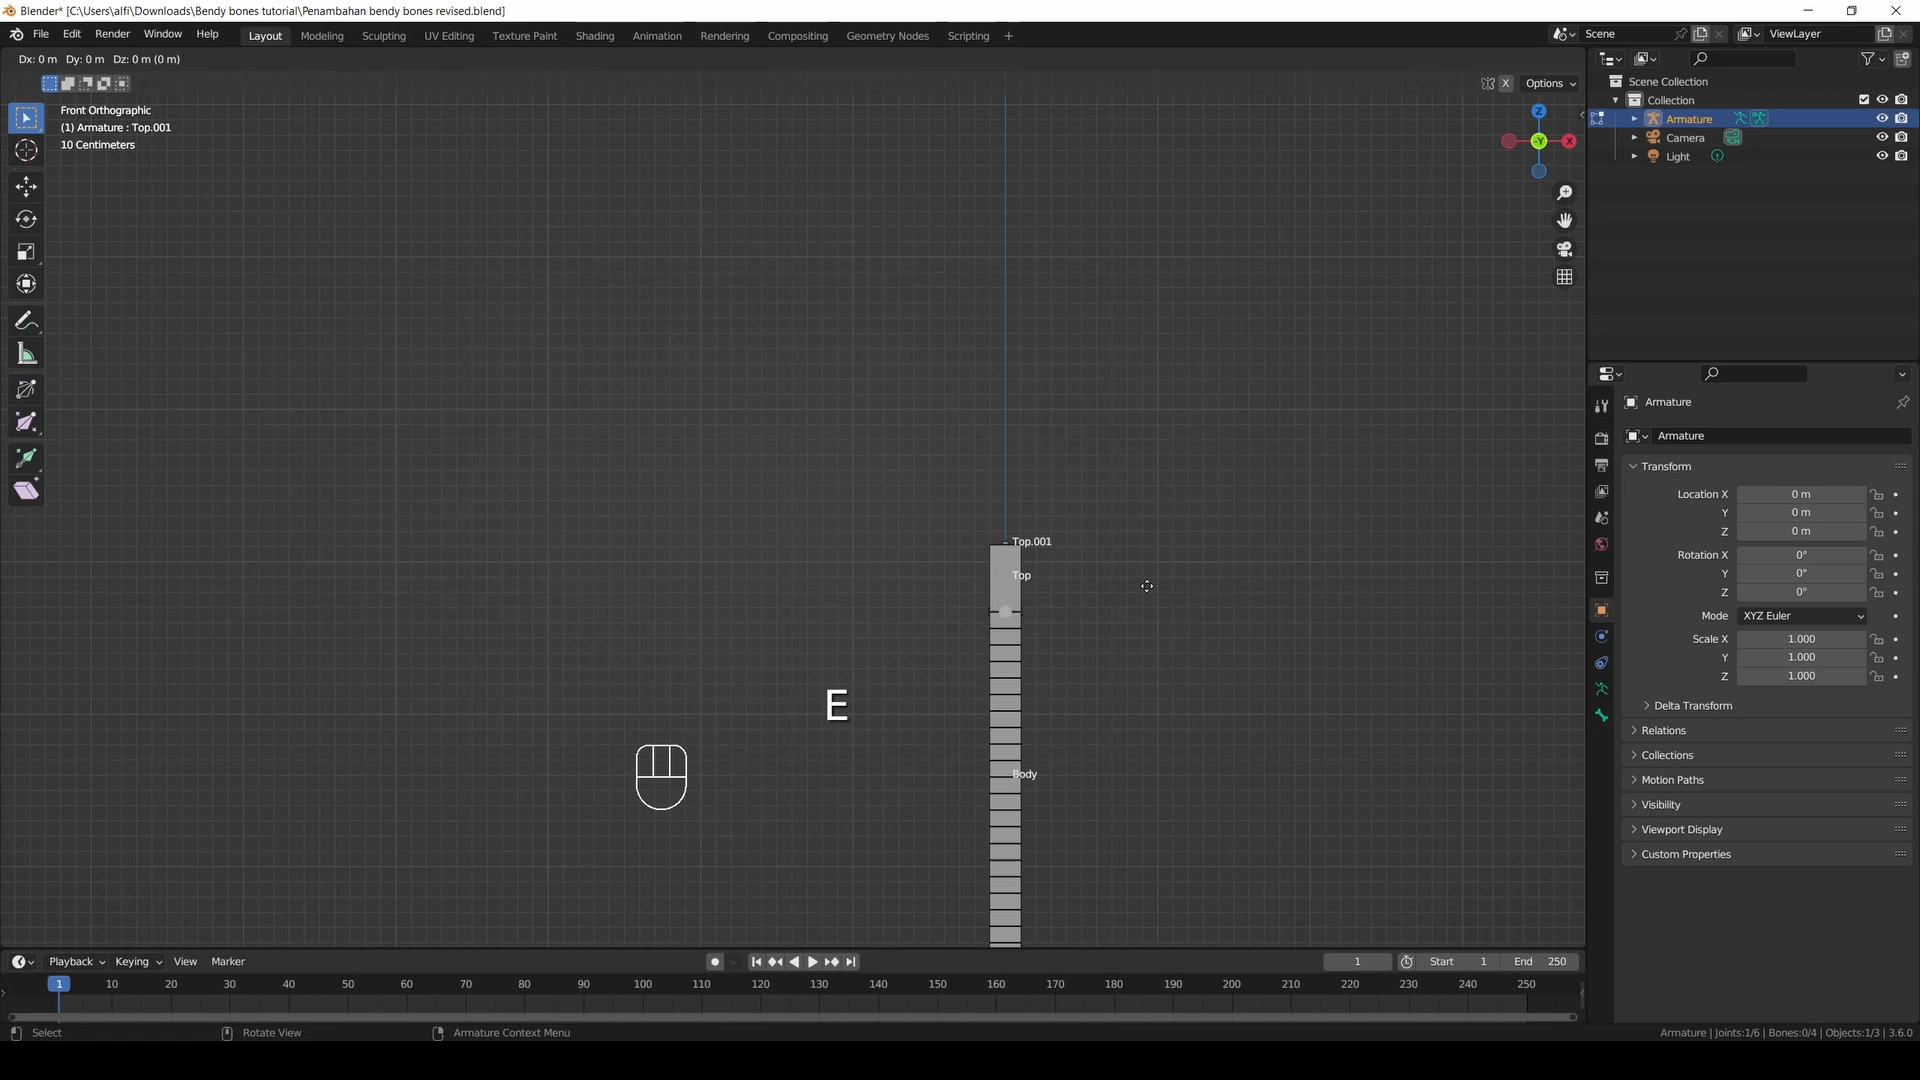 Blender* [C:\Users\alfi\Downloads\Bendy bones tutorial\Penambahan bendy bones revised.blend]
File Edit Render Window Help Layout Modeling Sculpting UV Editing Texture Paint Shading Animation Rendering Compositing Geometry Nodes Scripting + Scene ViewLayer
Dx: 0 m Dy: 0 m Dz: 0 m (0 m)
X Options
Front Orthographic
(1) Armature : Top.001
10 Centimeters
Z
-Y
X
Scene Collection
Collection
Armature
Camera
Light
Top.001
Top
Body
E
Armature
Armature
Transform
Location X 0 m
Y 0 m
Z 0 m
Rotation X 0°
Y 0°
Z 0°
Mode XYZ Euler
Scale X 1.000
Y 1.000
Z 1.000
Delta Transform
Relations
Collections
Motion Paths
Visibility
Viewport Display
Custom Properties
Playback Keying View Marker 1 Start 1 End 250
1 10 20 30 40 50 60 70 80 90 100 110 120 130 140 150 160 170 180 190 200 210 220 230 240 250
Select Rotate View Armature Context Menu Armature | Joints:1/6 | Bones:0/4 | Objects:1/3 | 3.6.0